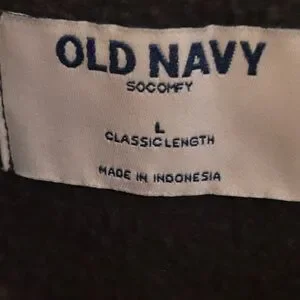 OLD NAVY
SOCOMFY
L
CLASSIC LENGTH
MADE IN INDONESIA